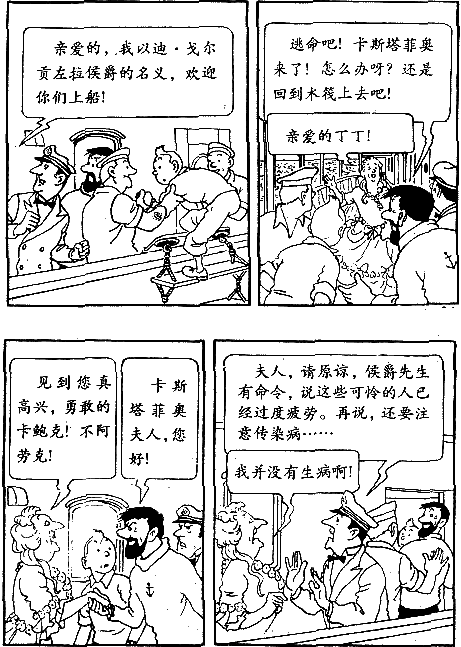 亲爱的，我以迪·戈尔
贡左拉侯爵的名义，欢迎
你们上船！
逃命吧！卡斯塔菲奥
来了！怎么办呀？还是
回到木筏上去吧！
亲爱的丁丁！
见到您真
高兴，勇敢的
卡鲍克！不阿
劳克！
卡斯
塔菲奥
夫人，您
好！
夫人，请原谅，侯爵先生
有命令，说这些可怜的人已
经过度疲劳。再说，还要注
意传染病……
我并没有生病啊！